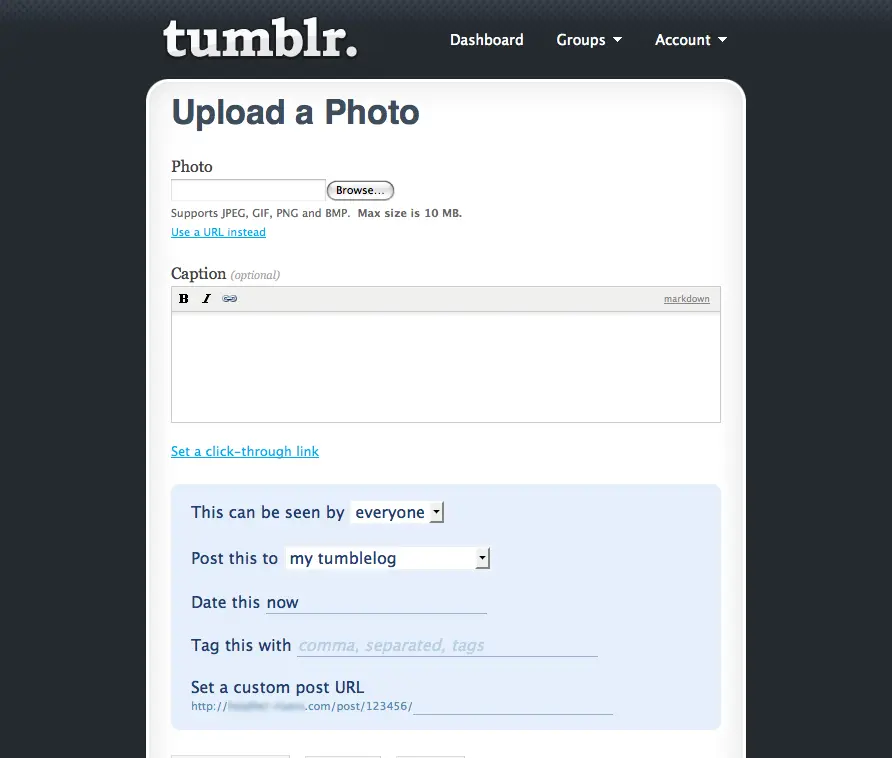 tumblr.
Dashboard Groups Account
Upload a Photo
Photo
Browse...
Supports JPEG, GIF, PNG and BMP. Max size is 10 MB.
Use a URL instead
Caption (optional)
B I markdown
Set a click-through link
This can be seen by everyone
Post this to my tumblelog
Date this now
Tag this with comma, separated, tags
Set a custom post URL
http:// .com/post/123456/